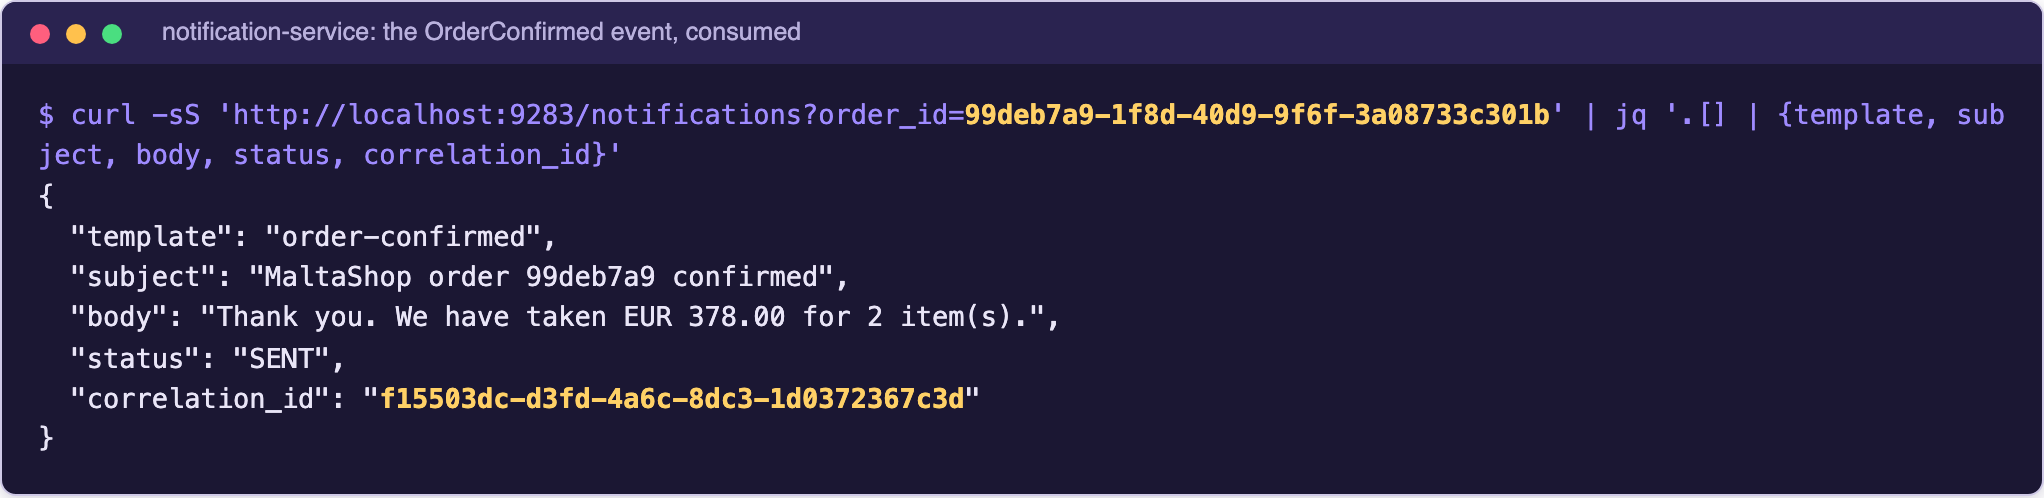 notification-service: the OrderConfirmed event, consumed
$ curl -sS 'http://localhost:9283/notifications?order_id=99deb7a9-1f8d-40d9-9f6f-3a08733c301b' | jq '.[] | {template, sub
ject, body, status, correlation_id}'
{
  "template": "order-confirmed",
  "subject": "MaltaShop order 99deb7a9 confirmed",
  "body": "Thank you. We have taken EUR 378.00 for 2 item(s).",
  "status": "SENT",
  "correlation_id": "f15503dc-d3fd-4a6c-8dc3-1d0372367c3d"
}